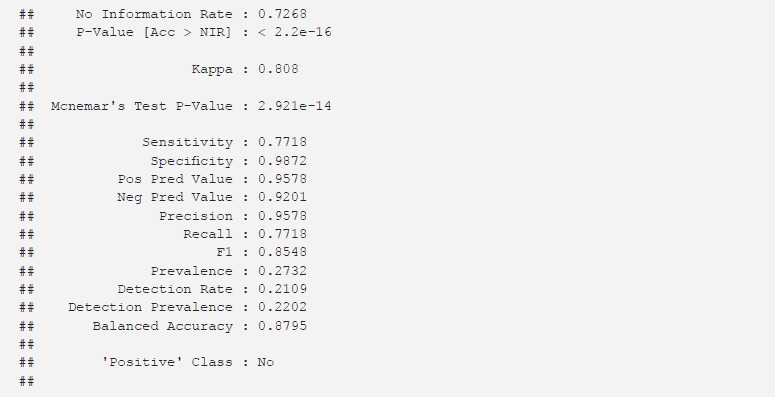 ##     No Information Rate : 0.7268
##     P-Value [Acc > NIR] : < 2.2e-16
##
##                   Kappa : 0.808
##
##  Mcnemar's Test P-Value : 2.921e-14
##
##             Sensitivity : 0.7718
##             Specificity : 0.9872
##          Pos Pred Value : 0.9578
##          Neg Pred Value : 0.9201
##               Precision : 0.9578
##                  Recall : 0.7718
##                      F1 : 0.8548
##              Prevalence : 0.2732
##          Detection Rate : 0.2109
##    Detection Prevalence : 0.2202
##       Balanced Accuracy : 0.8795
##
##        'Positive' Class : No
##